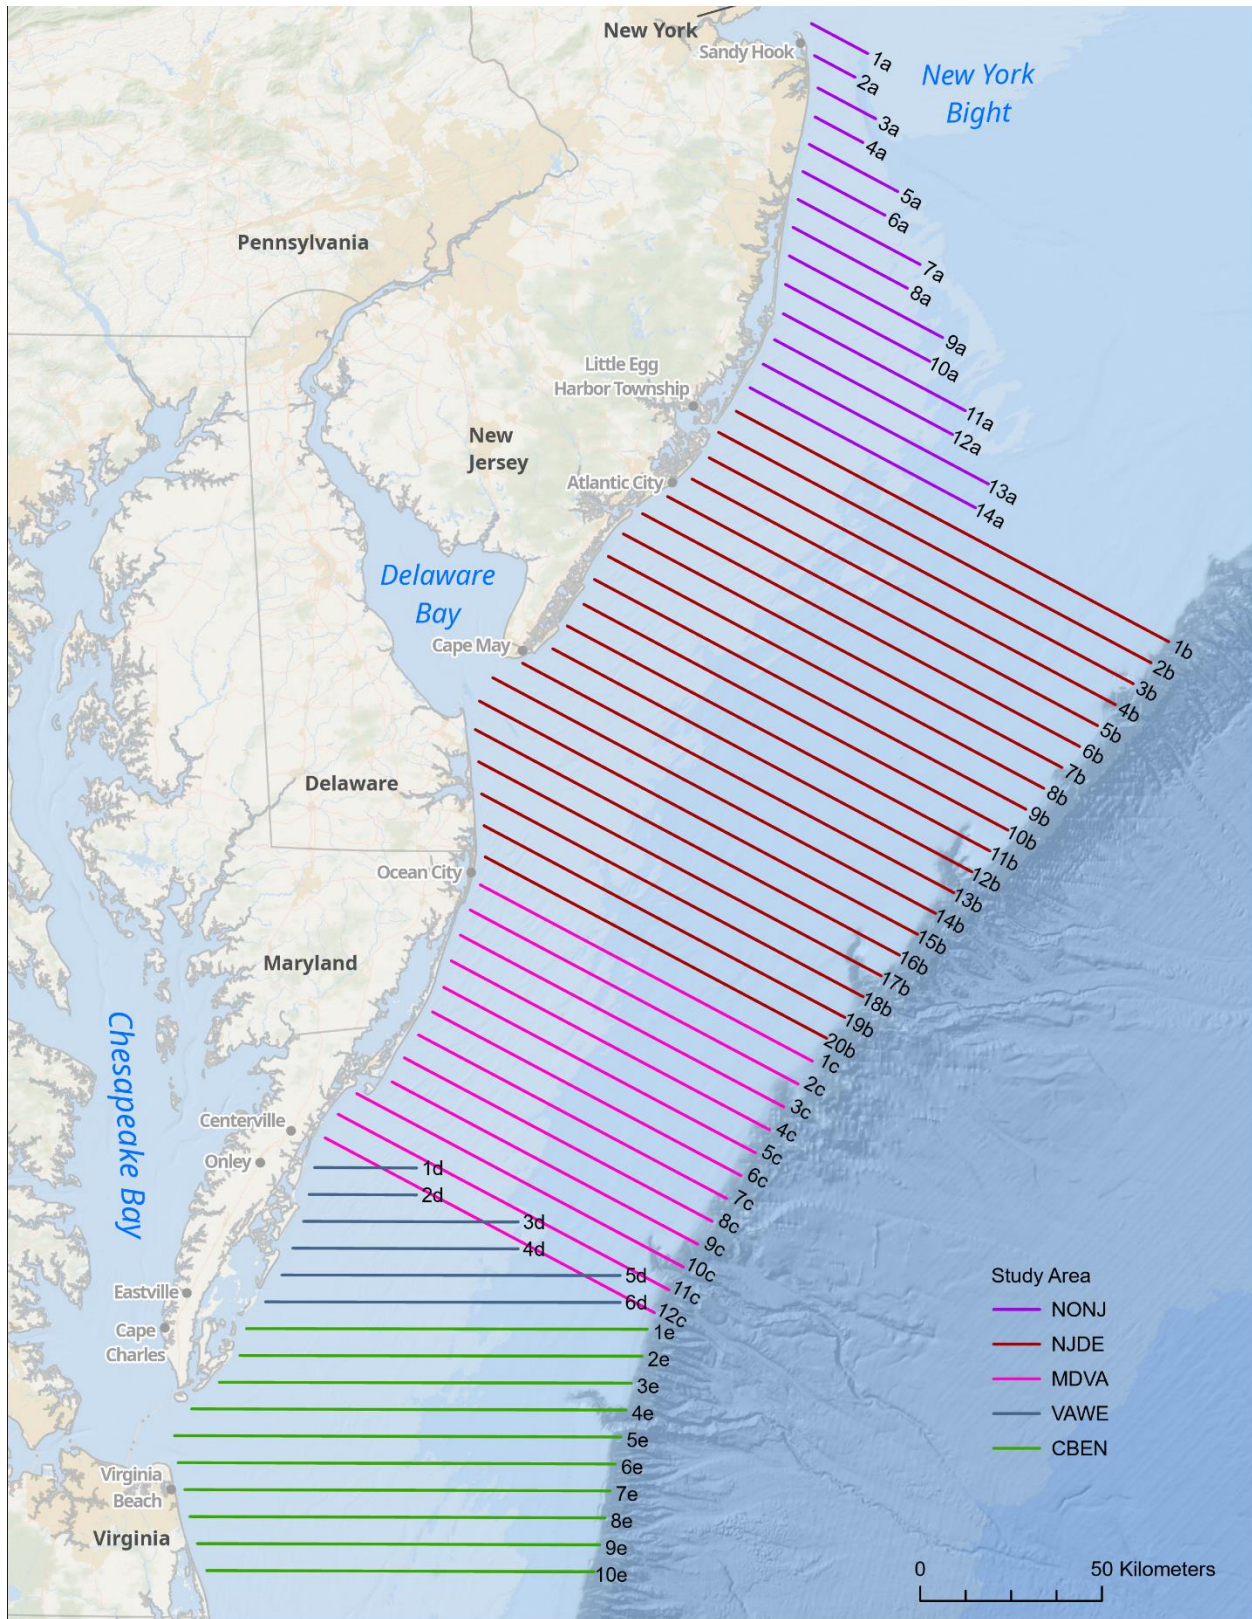 New York
Sandy Hook
1a
New York
Bight
2a
3a
4a
5a
6a
Pennsylvania
7a
8a
9a
10a
Little Egg
Harbor Township
11a
12a
New
Jersey
Atlantic City
13a
14a
Delaware
Bay
Cape May
1b
2b
3b
4b
5b
6b
7b
Delaware
8b
9b
10b
11b
Ocean City
12b
13b
14b
15b
Maryland
16b
17b
18b
19b
20b
1c
Chesapeake Bay
2c
3c
Centerville
4c
5c
Onley
1d
6c
2d
7c
3d
8c
4d
9c
10c
5d
Study Area
Eastville
11c
6d
12c
NONJ
Cape
Charles
1e
NJDE
2e
MDVA
3e
4e
VAWE
5e
CBEN
6e
Virginia
Beach
7e
8e
Virginia
9e
10e
0 50 Kilometers